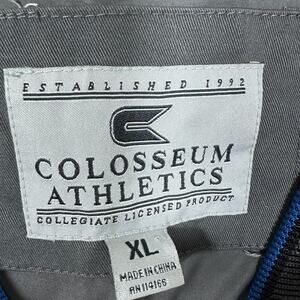 ESTABLISHED 1992
COLOSSEUM
ATHLETICS
COLLEGIATE LICENSED PRODUCT
XL
MADE IN CHINA
RN 114166